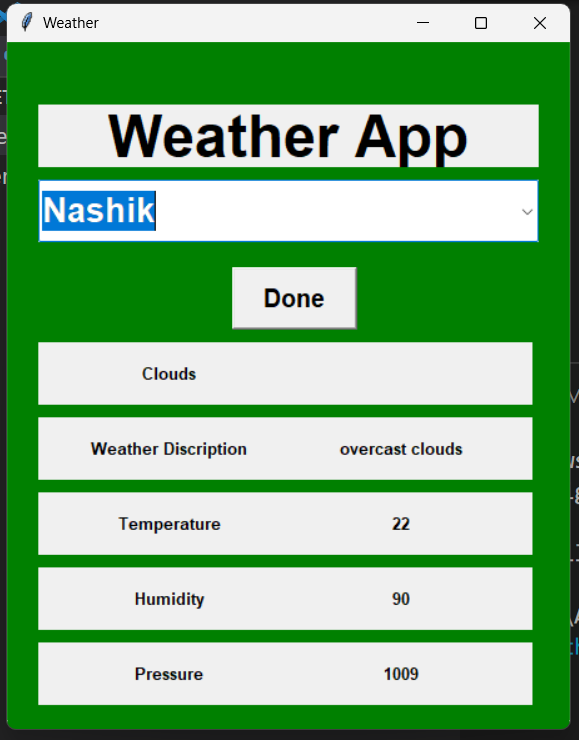 Weather
Weather App
Nashik
Done
Clouds
Weather Discription overcast clouds
Temperature 22
Humidity 90
Pressure 1009